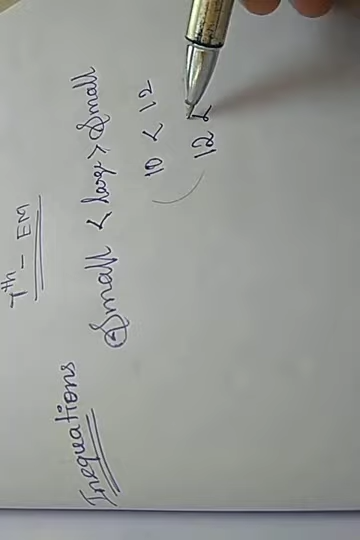 7th - EM
Inequations
Small < large > Small
10 < 12
12